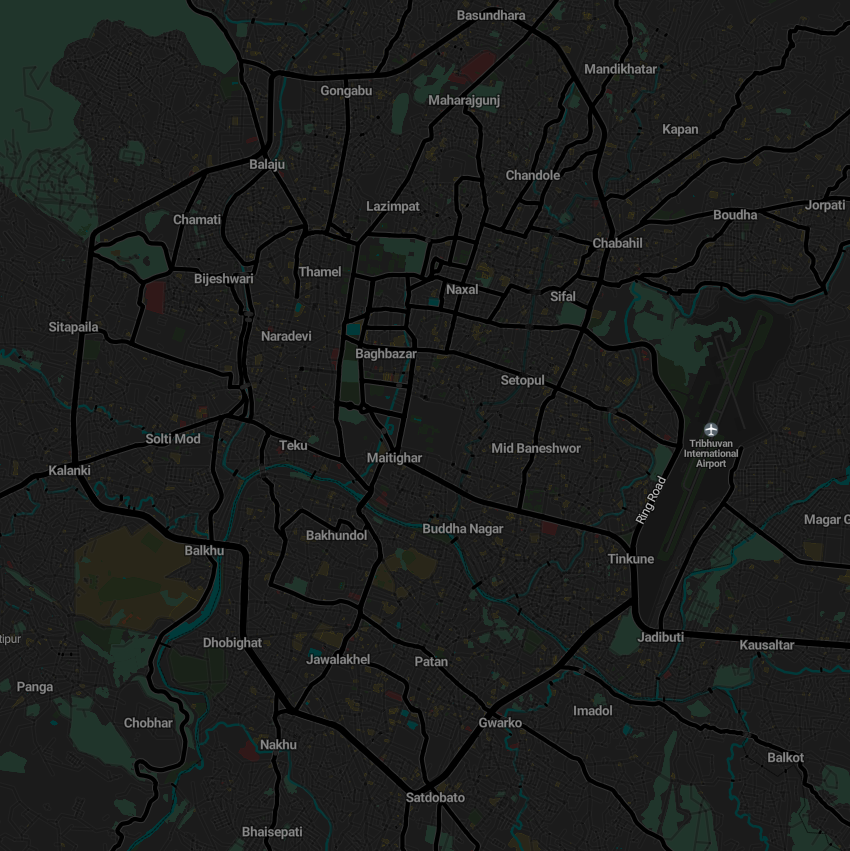 Basundhara
Mandikhatar
Gongabu
Maharajgunj
Kapan
Balaju
Chandole
Lazimpat
Jorpati
Chamati
Boudha
Chabahil
Thamel
Bijeshwari
Naxal
Sifal
Sitapaila
Naradevi
Baghbazar
Setopul
Solti Mod
Teku
Mid Baneshwor
Tribhuvan
International
Airport
Maitighar
Kalanki
Ring Road
Magar G
Buddha Nagar
Bakhundol
Balkhu
Tinkune
tipur
Dhobighat
Jadibuti
Kausaltar
Jawalakhel
Patan
Panga
Imadol
Chobhar
Gwarko
Nakhu
Balkot
Satdobato
Bhaisepati